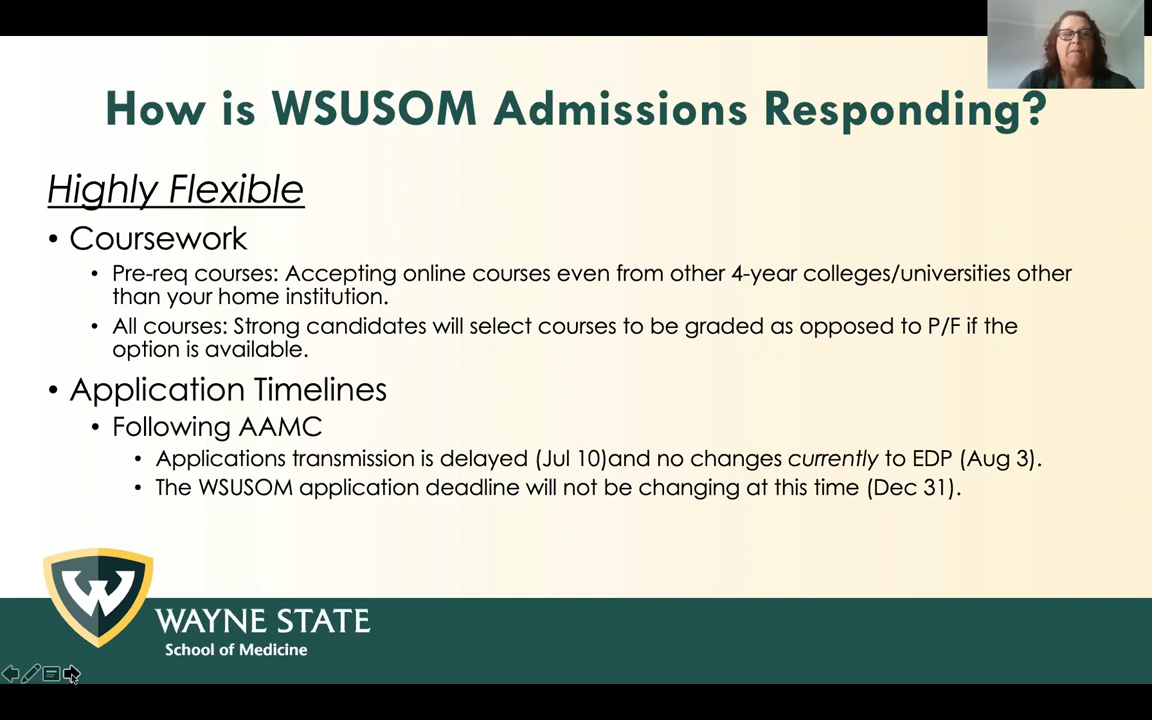 How is WSUSOM Admissions Responding?
Highly Flexible
• Coursework
• Pre-req courses: Accepting online courses even from other 4-year colleges/universities other
than your home institution.
• All courses: Strong candidates will select courses to be graded as opposed to P/F if the
option is available.
• Application Timelines
• Following AAMC
• Applications transmission is delayed (Jul 10)and no changes currently to EDP (Aug 3).
• The WSUSOM application deadline will not be changing at this time (Dec 31).
W
WAYNE STATE
School of Medicine